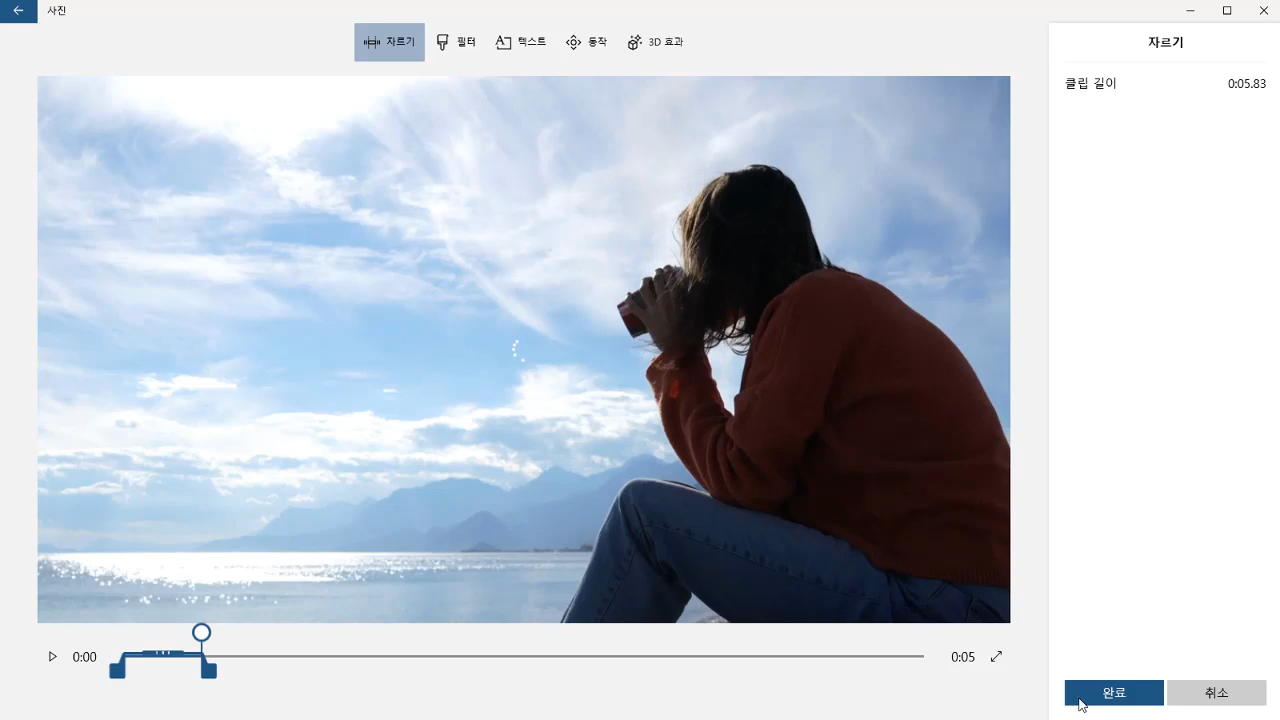 사진
자르기 필터 텍스트 동작 3D 효과
자르기
클립 길이 0:05.83
0:00 0:05
완료 취소